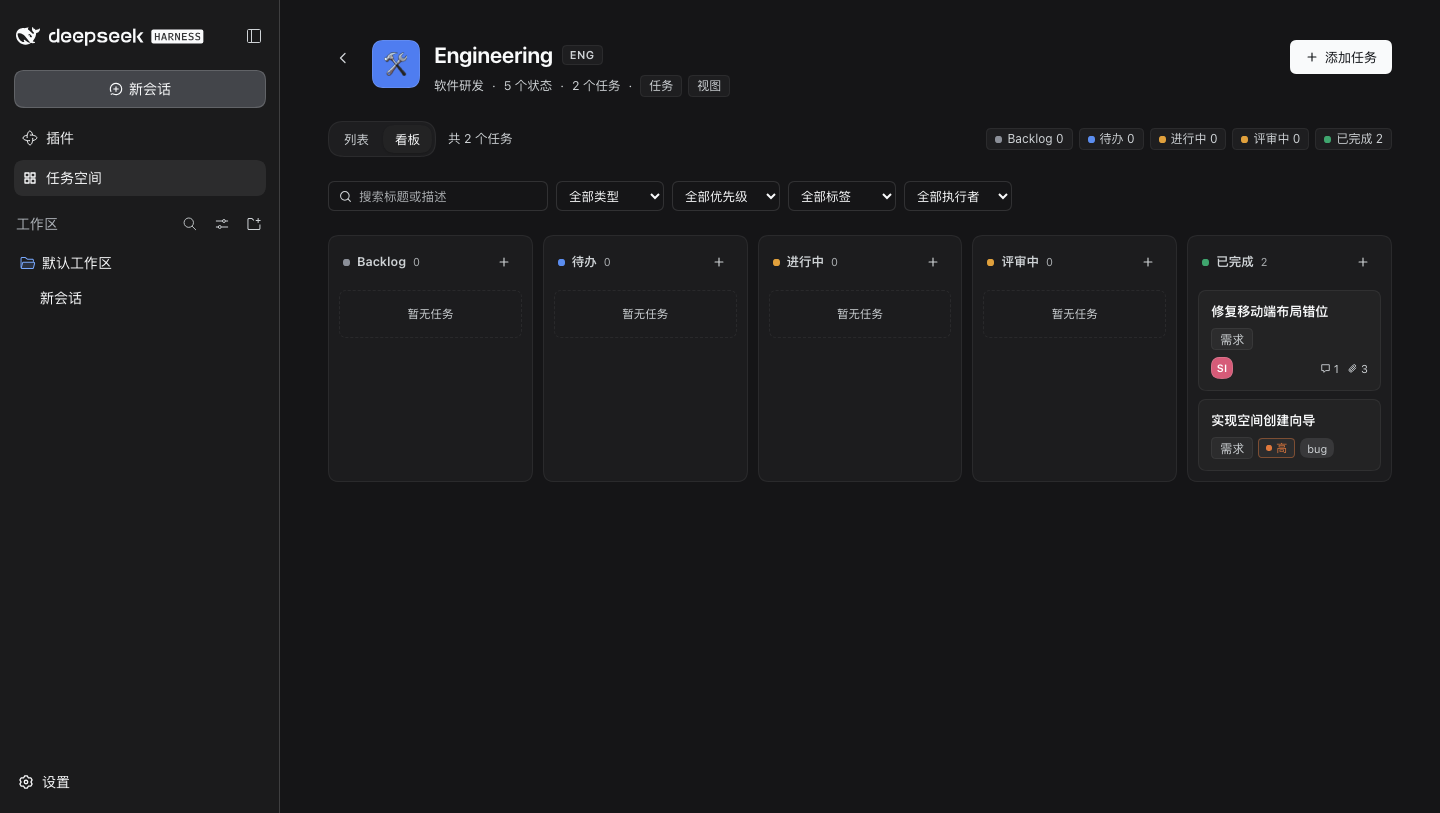 deepseek HARNESS
新会话
插件
任务空间
工作区
默认工作区
新会话
设置
Engineering ENG
软件研发 · 5 个状态 · 2 个任务 · 任务 视图
添加任务
列表 看板 共 2 个任务
Backlog 0 待办 0 进行中 0 评审中 0 已完成 2
搜索标题或描述 全部类型 全部优先级 全部标签 全部执行者
Backlog 0
暂无任务
待办 0
暂无任务
进行中 0
暂无任务
评审中 0
暂无任务
已完成 2
修复移动端布局错位
需求
SI 1 3
实现空间创建向导
需求 高 bug